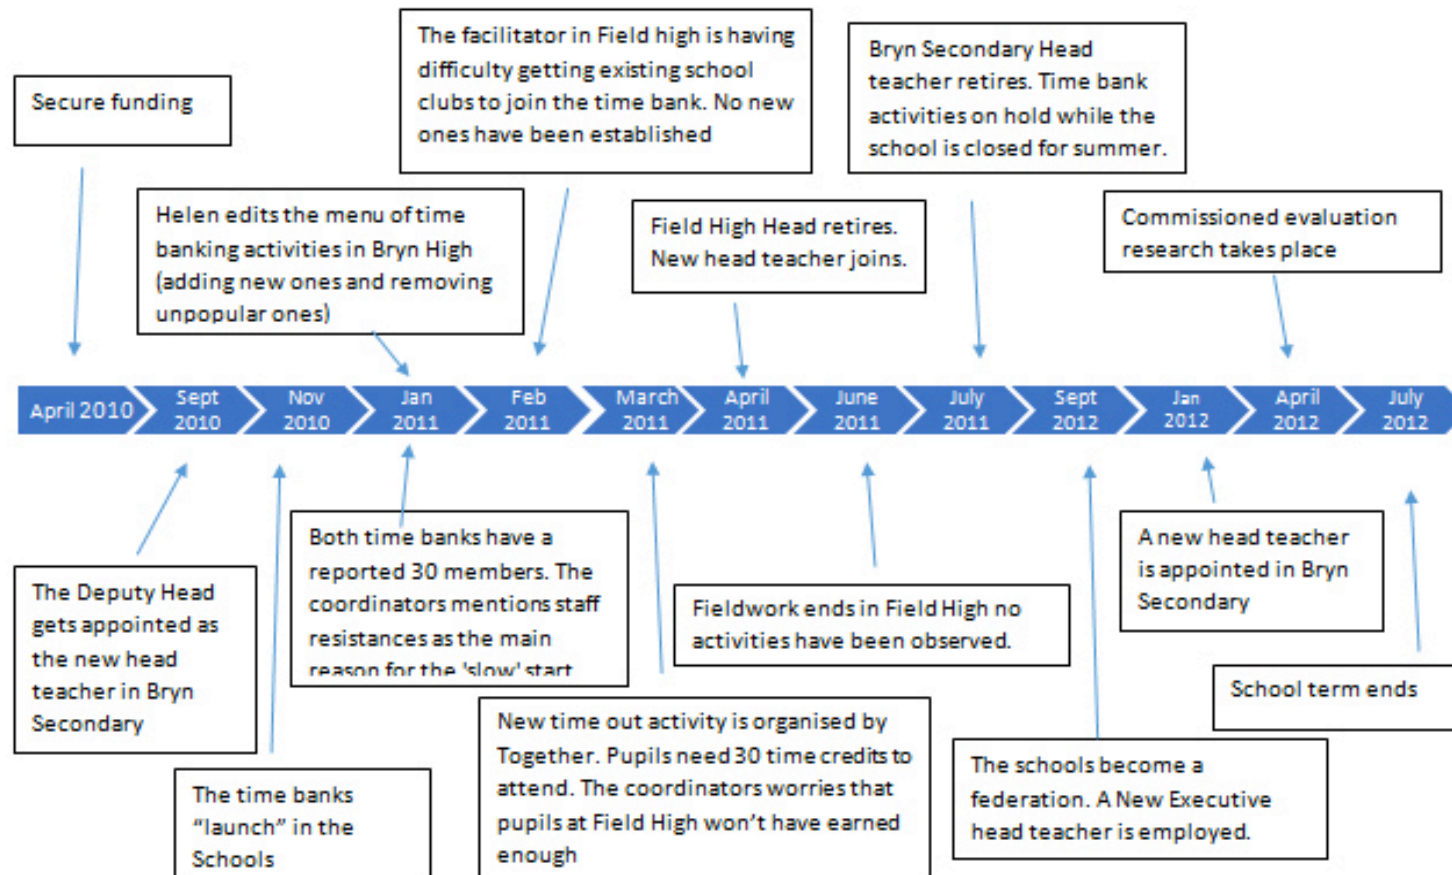 Secure funding
The facilitator in Field high is having
difficulty getting existing school
clubs to join the time bank. No new
ones have been established
Bryn Secondary Head
teacher retires. Time bank
activities on hold while the
school is closed for summer.
Helen edits the menu of time
banking activities in Bryn High
(adding new ones and removing
unpopular ones)
Field High Head retires.
New head teacher joins.
Commissioned evaluation
research takes place
April 2010
Sept
2010
Nov
2010
Jan
2011
Feb
2011
March
2011
April
2011
June
2011
July
2011
Sept
2012
Jan
2012
April
2012
July
2012
The Deputy Head
gets appointed as
the new head
teacher in Bryn
Secondary
The time banks
“launch” in the
Schools
Both time banks have a
reported 30 members. The
coordinators mentions staff
resistances as the main
reason for the 'slow' start
New time out activity is organised by
Together. Pupils need 30 time credits to
attend. The coordinators worries that
pupils at Field High won’t have earned
enough
Fieldwork ends in Field High no
activities have been observed.
The schools become a
federation. A New Executive
head teacher is employed.
A new head teacher
is appointed in Bryn
Secondary
School term ends